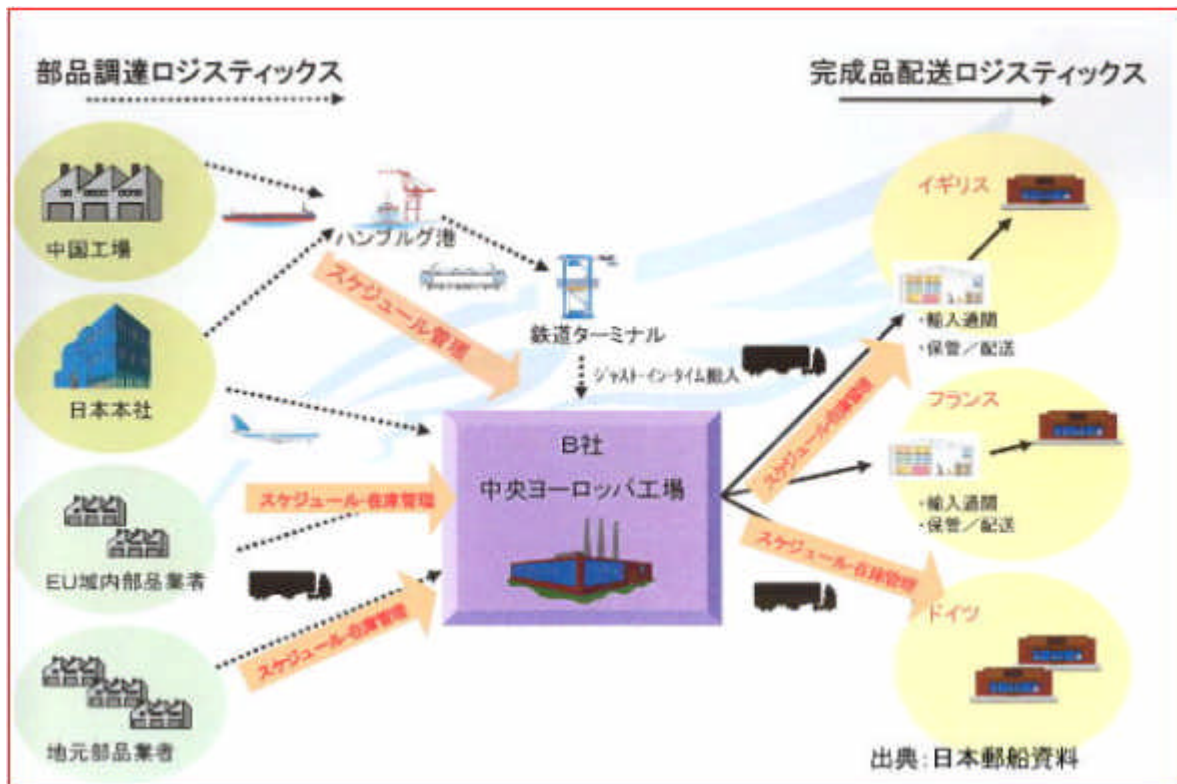 部品調達ロジスティックス
完成品配送ロジスティックス
中国工場
ハンブルグ港
スケジュール管理
鉄道ターミナル
ジャスト・イン・タイム搬入
日本本社
EU域内部品業者
スケジュール・在庫管理
地元部品業者
スケジュール・在庫管理
B社
中央ヨーロッパ工場
イギリス
・輸入通関
・保管／配送
スケジュール・在庫管理
フランス
・輸入通関
・保管／配送
スケジュール・在庫管理
ドイツ
出典：日本郵船資料